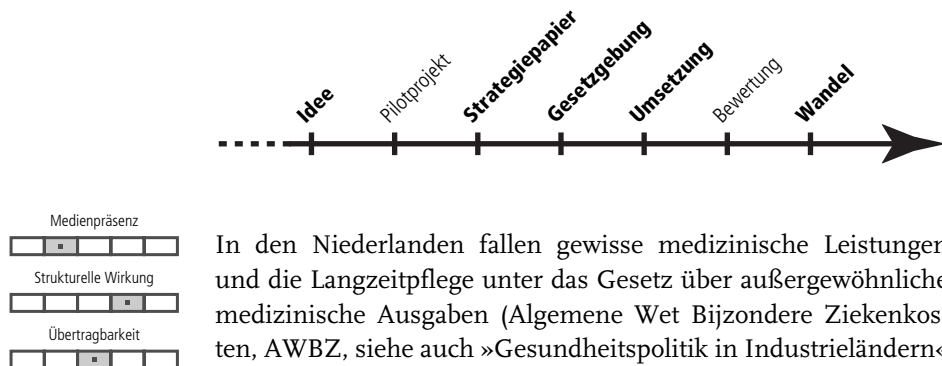 Idee
Pilotprojekt
Strategiepapier
Gesetzgebung
Umsetzung
Bewertung
Wandel
Medienpräsenz
Strukturelle Wirkung
Übertragbarkeit
In den Niederlanden fallen gewisse medizinische Leistungen
und die Langzeitpflege unter das Gesetz über außergewöhnliche
medizinische Ausgaben (Algemene Wet Bijzondere Ziekenkos-
ten, AWBZ, siehe auch »Gesundheitspolitik in Industrieländern«